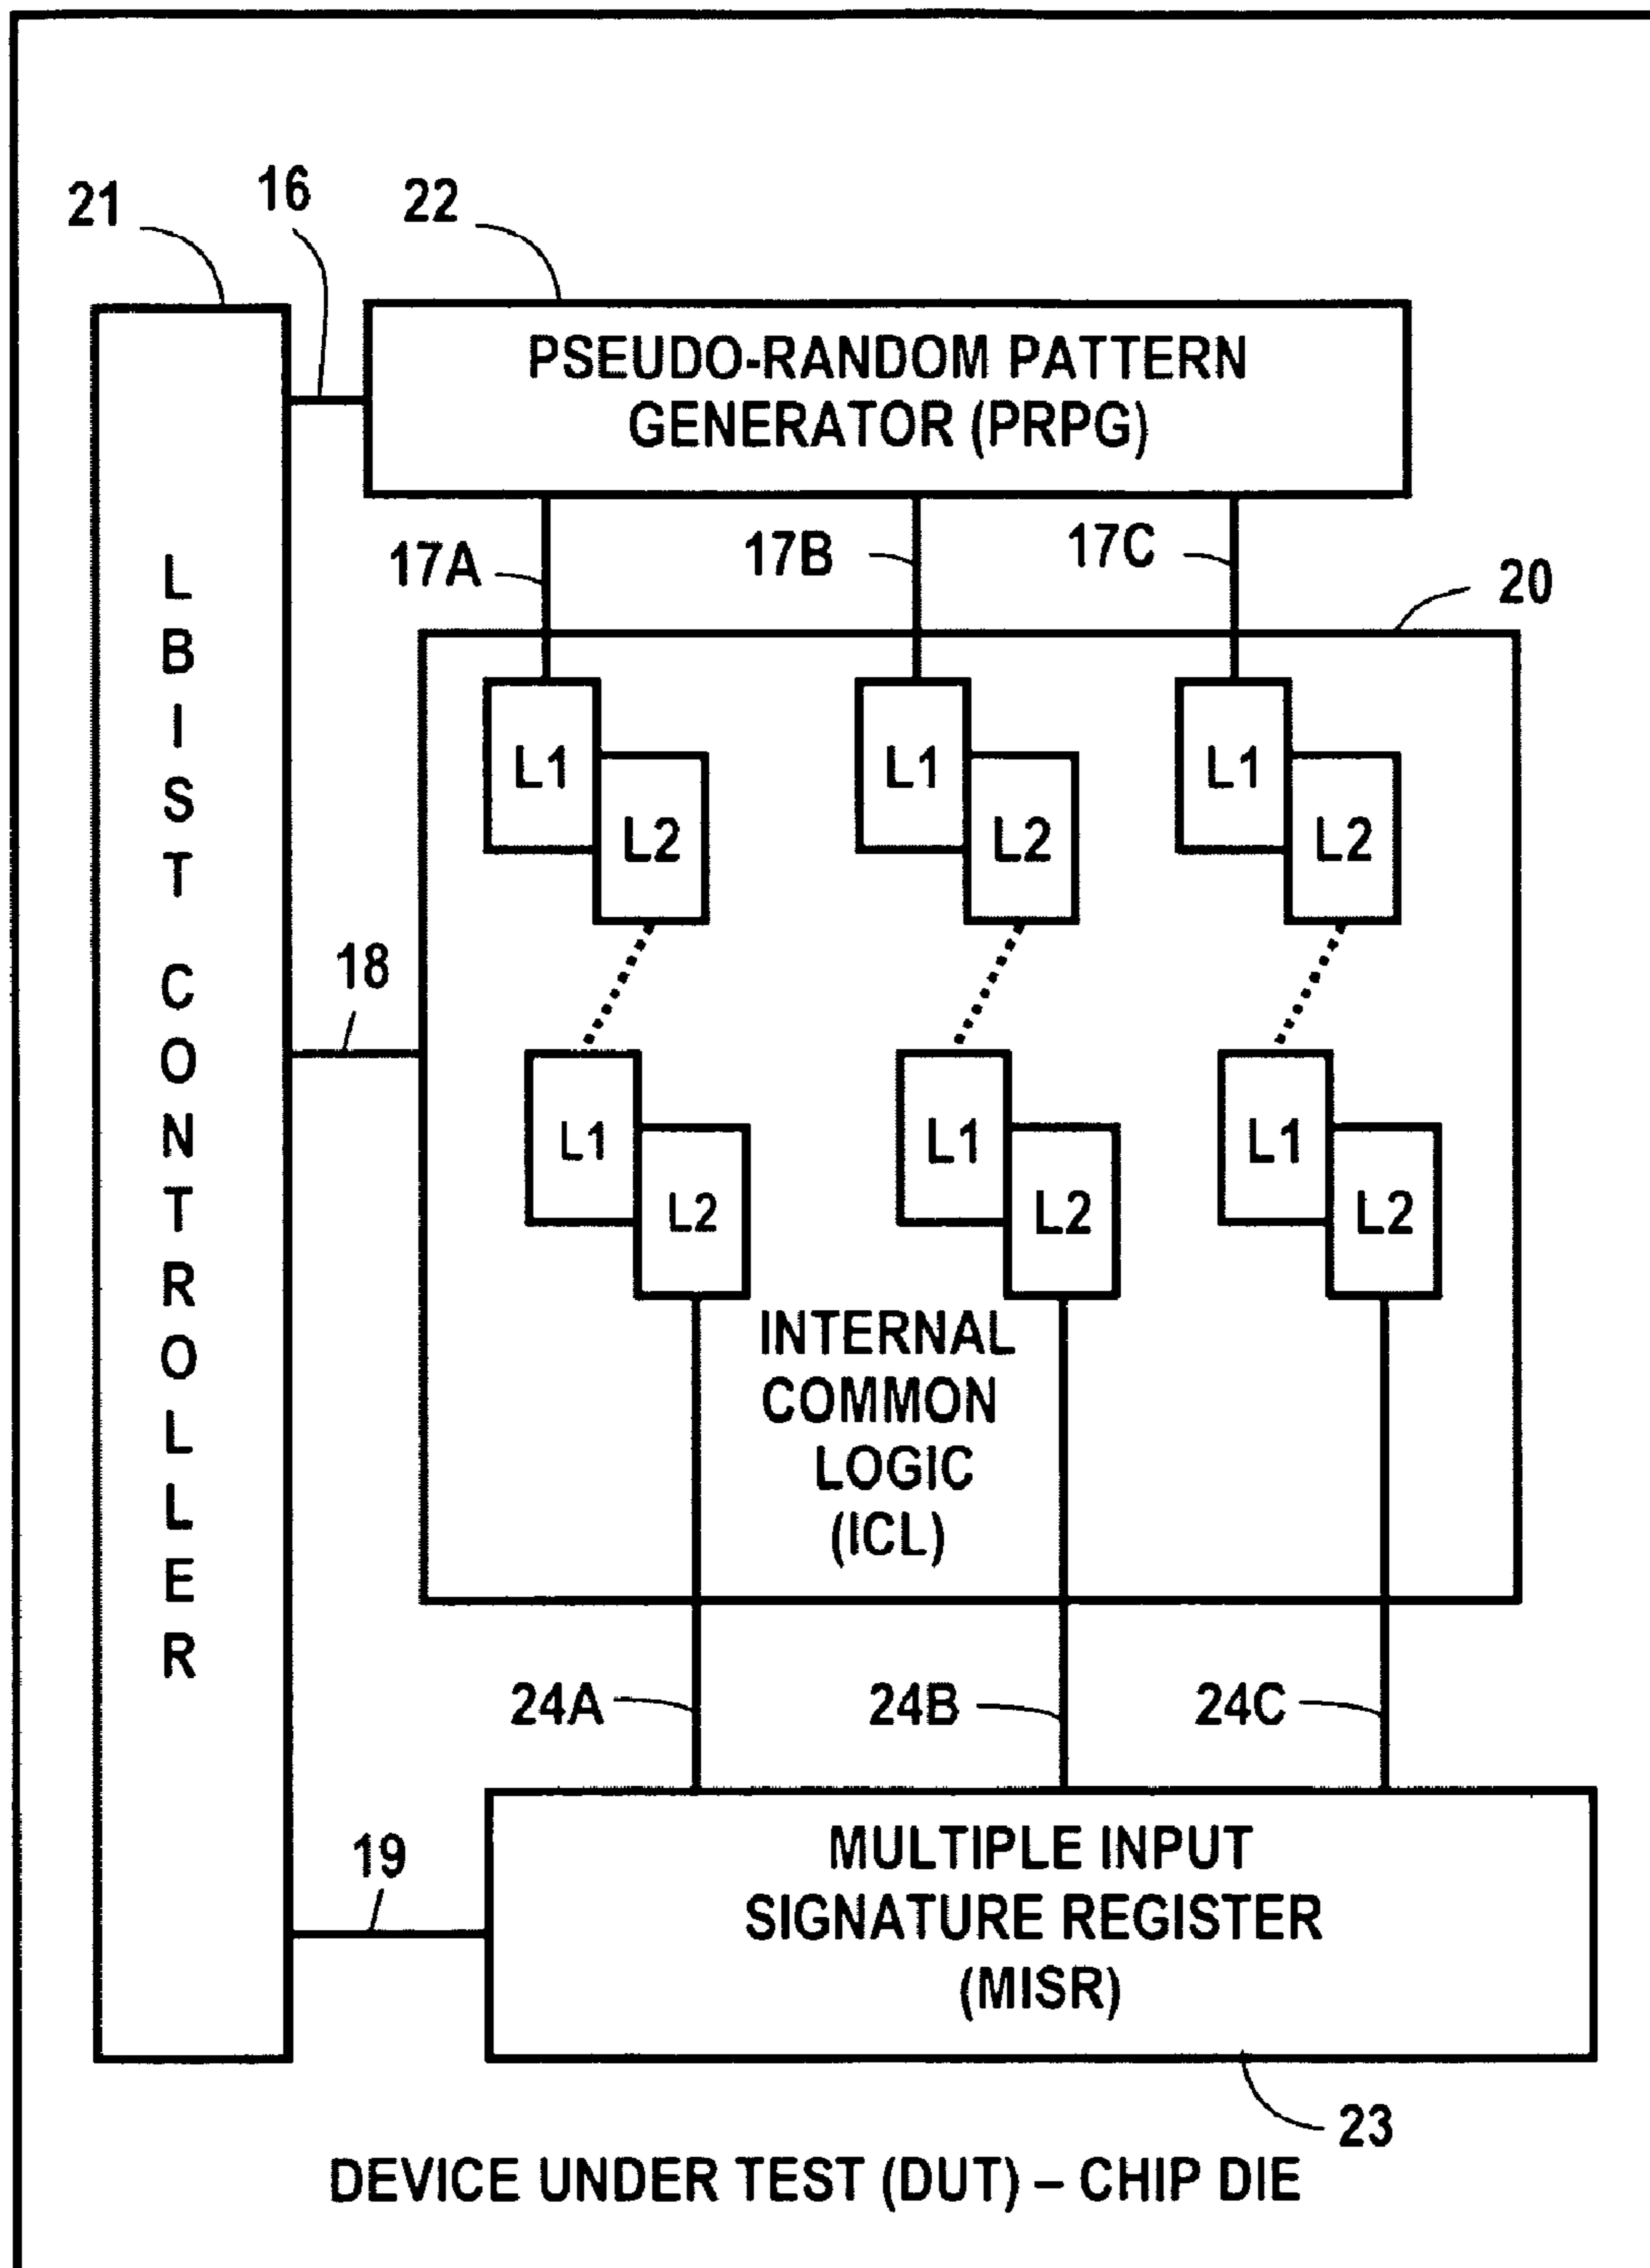 21
16
22
PSEUDO-RANDOM PATTERN
GENERATOR (PRPG)
17A
17B
17C
20
LBIST CONTROLLER
L1
L2
L1
L2
L1
L2
18
L1
L2
L1
L2
L1
L2
INTERNAL
COMMON
LOGIC
(ICL)
24A
24B
24C
19
MULTIPLE INPUT
SIGNATURE REGISTER
(MISR)
23
DEVICE UNDER TEST (DUT) – CHIP DIE